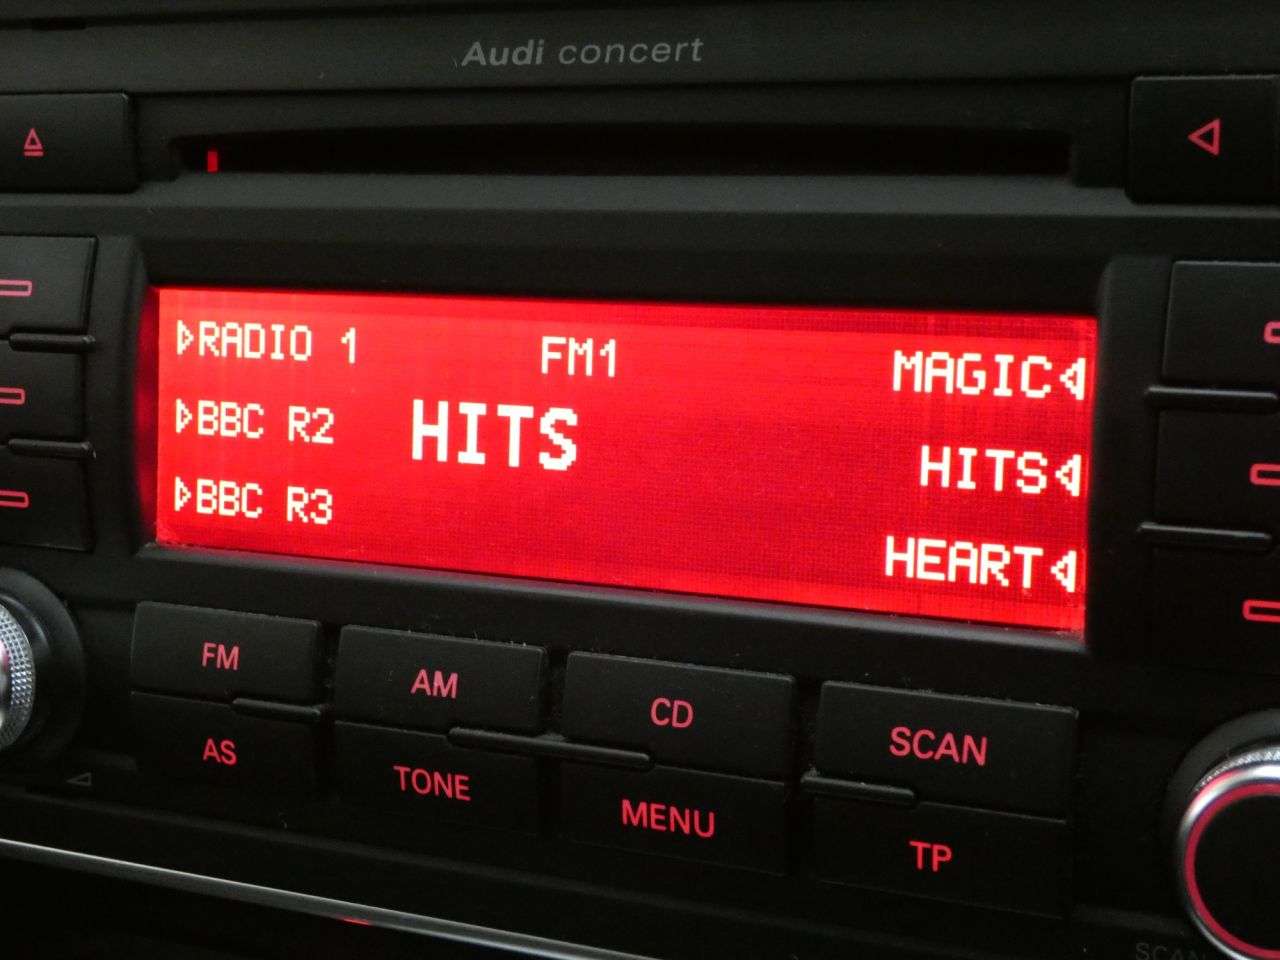 Audi concert
RADIO 1 FM1 MAGIC
BBC R2 HITS HITS
BBC R3 HEART
FM AM CD SCAN
AS TONE MENU TP
SCAN